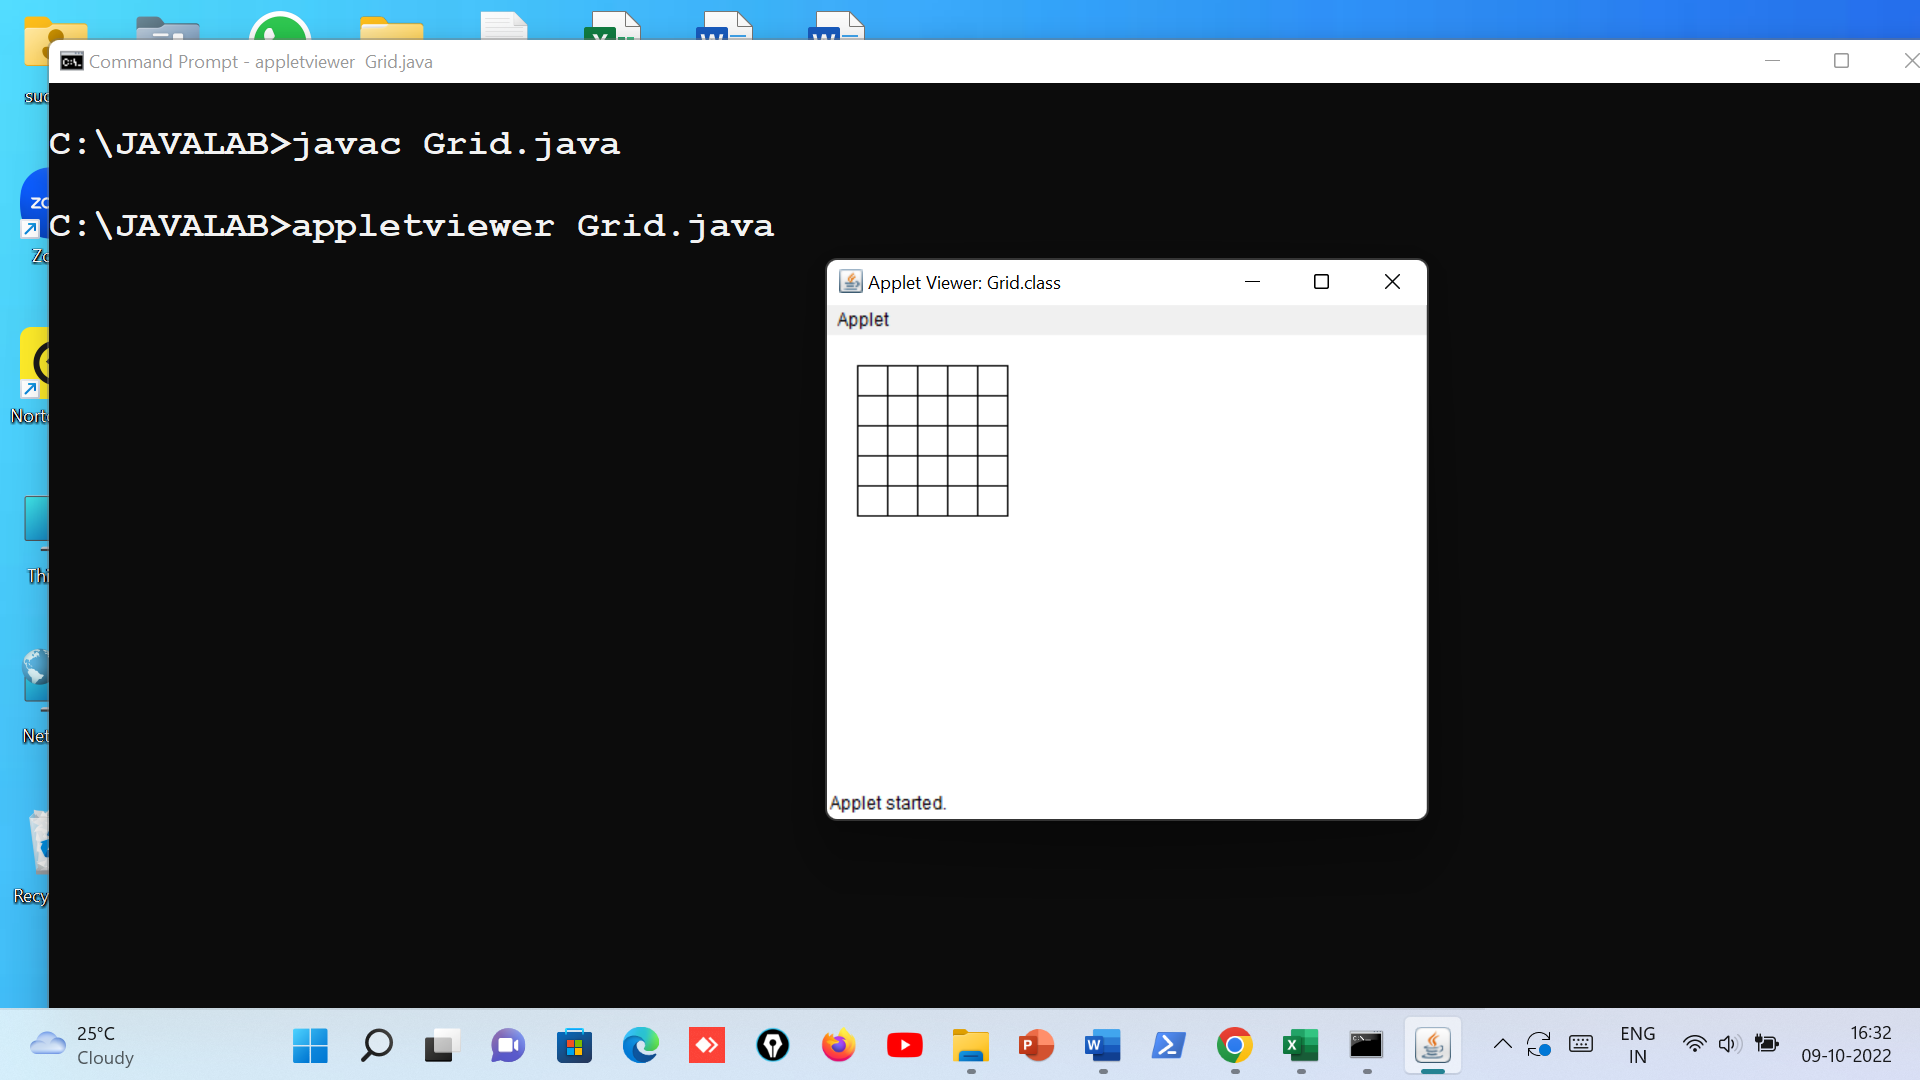 Command Prompt - appletviewer  Grid.java
C:\JAVALAB>javac Grid.java
C:\JAVALAB>appletviewer Grid.java
Applet Viewer: Grid.class
Applet
Applet started.
25°C
Cloudy
ENG
IN
16:32
09-10-2022